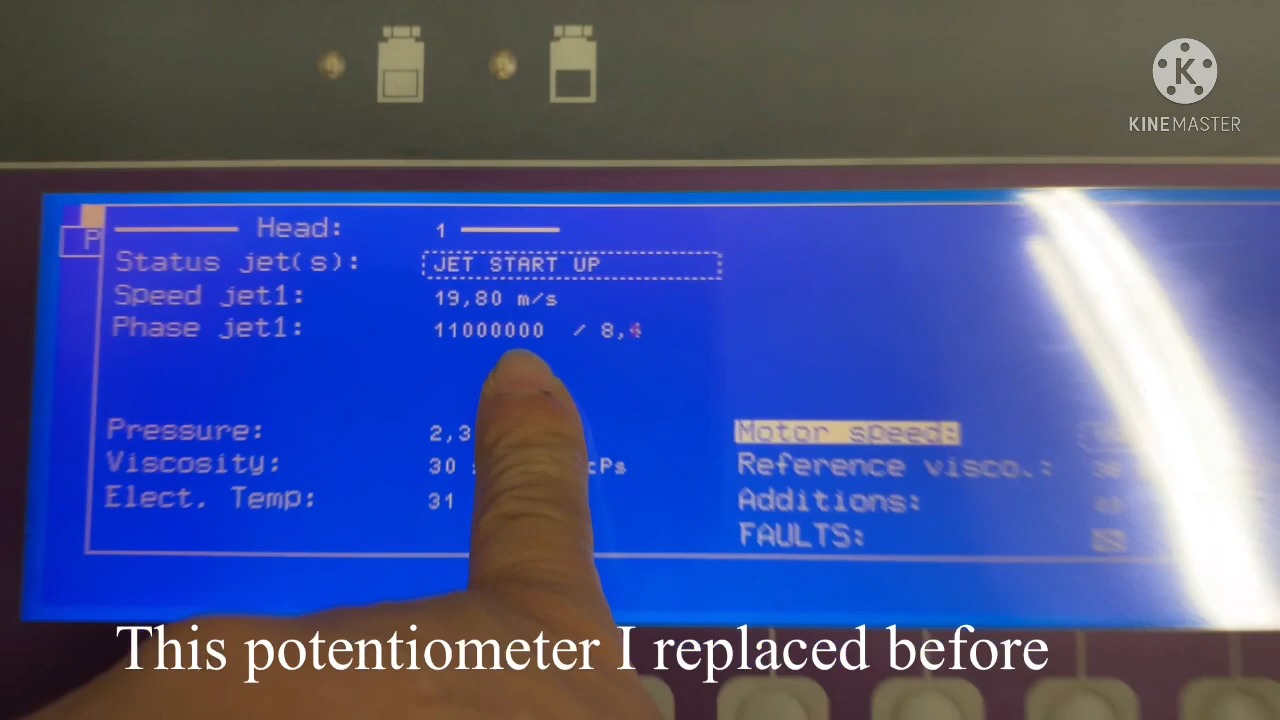 KINEMASTER
P
Head: 1
Status jet(s): JET START UP
Speed jet1: 19,80 m/s
Phase jet1: 11000000 / 8,
Pressure: 2,3
Viscosity: 30 cPs
Elect. Temp: 31
Motor speed:
Reference visco.:
Additions:
FAULTS:
This potentiometer I replaced before